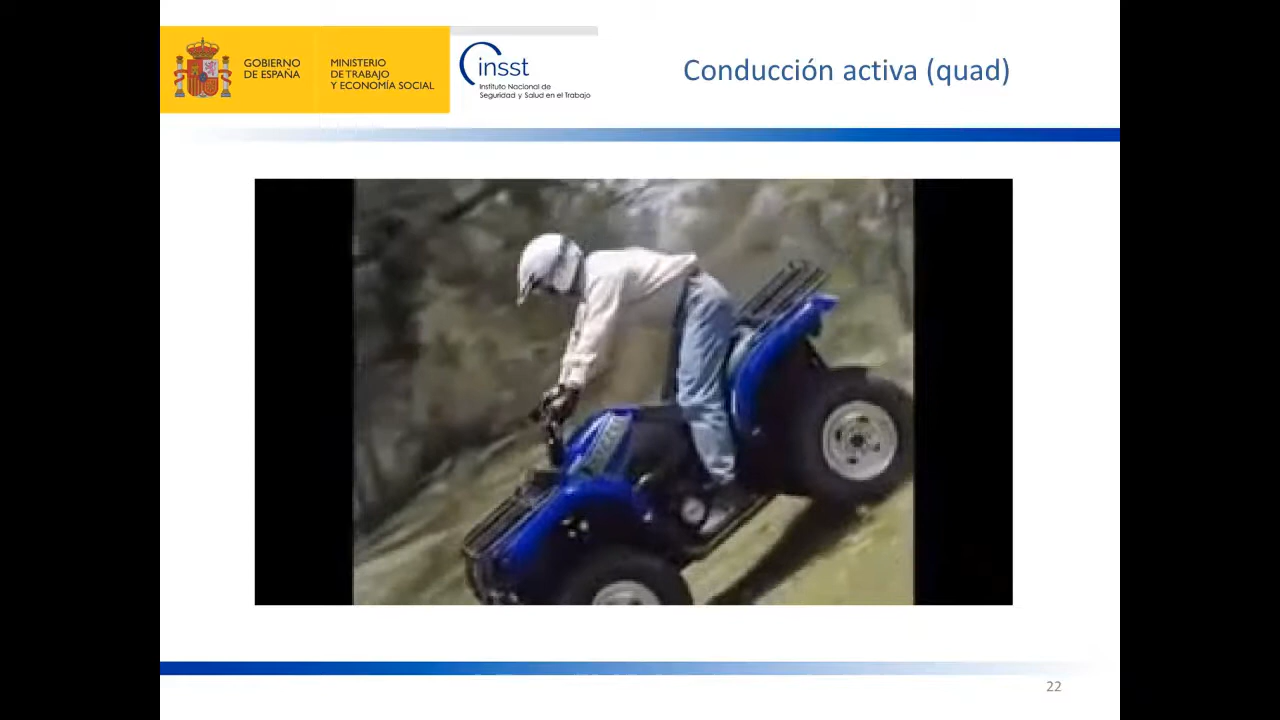 GOBIERNO
DE ESPAÑA
MINISTERIO
DE TRABAJO
Y ECONOMÍA SOCIAL
insst
Instituto Nacional de
Seguridad y Salud en el Trabajo
Conducción activa (quad)
22